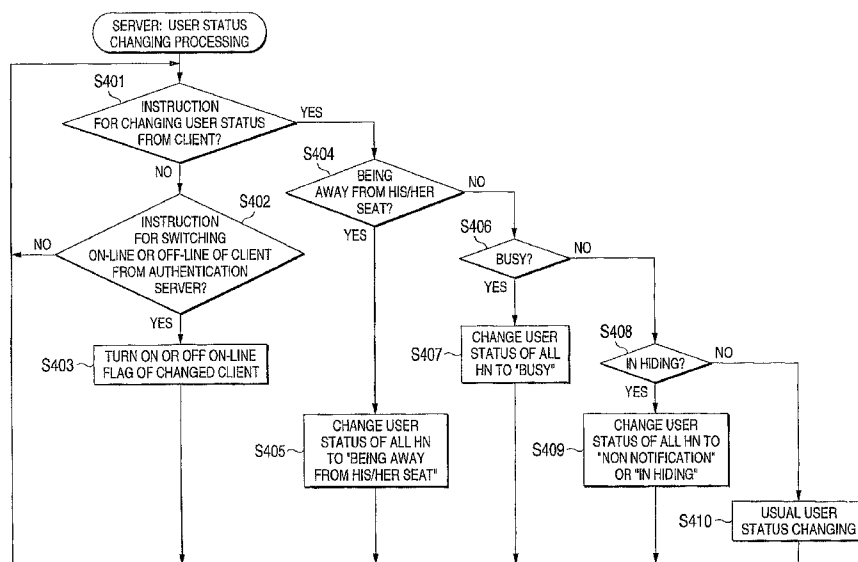 SERVER: USER STATUS
CHANGING PROCESSING
S401
INSTRUCTION
FOR CHANGING USER STATUS
FROM CLIENT?
YES
NO
S402
INSTRUCTION
FOR SWITCHING
ON-LINE OR OFF-LINE OF CLIENT
FROM AUTHENTICATION
SERVER?
NO
YES
S403
TURN ON OR OFF ON-LINE
FLAG OF CHANGED CLIENT
S404
BEING
AWAY FROM HIS/HER
SEAT?
NO
YES
S405
CHANGE USER
STATUS OF ALL HN
TO "BEING AWAY
FROM HIS/HER SEAT"
S406
BUSY?
NO
YES
S407
CHANGE USER
STATUS OF ALL
HN TO "BUSY"
S408
IN HIDING?
NO
YES
S409
CHANGE USER
STATUS OF ALL HN TO
"NON NOTIFICATION"
OR "IN HIDING"
S410
USUAL USER
STATUS CHANGING